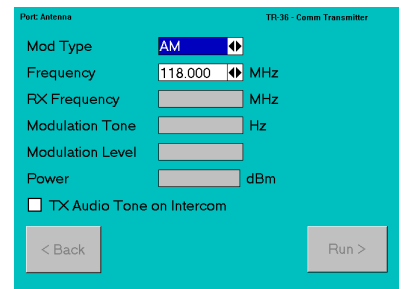 Port: Antenna TR-36 - Comm Transmitter
Mod Type AM
Frequency 118.000 MHz
RX Frequency MHz
Modulation Tone Hz
Modulation Level
Power dBm
TX Audio Tone on Intercom
< Back Run >